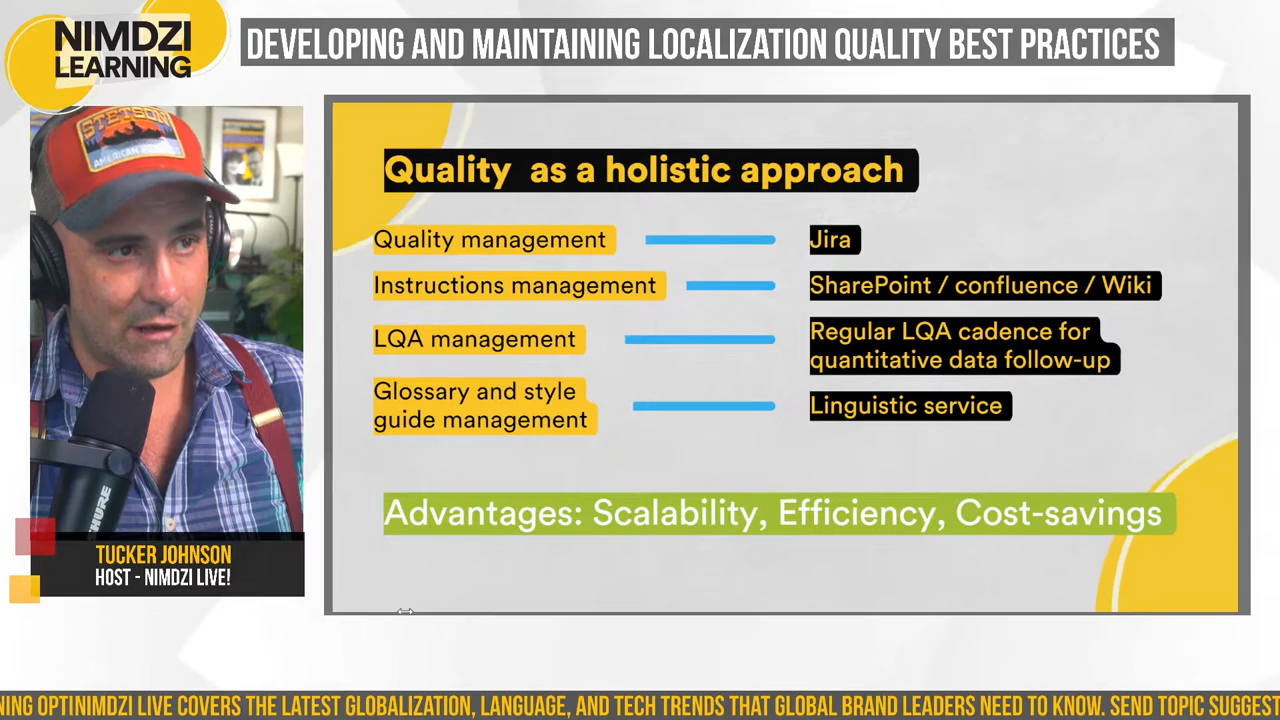 NIMDZI
LEARNING
DEVELOPING AND MAINTAINING LOCALIZATION QUALITY BEST PRACTICES
STETSON
AMERICAN
SHURE
TUCKER JOHNSON
HOST - NIMDZI LIVE!
Quality as a holistic approach
Quality management
Jira
Instructions management
SharePoint / confluence / Wiki
LQA management
Regular LQA cadence for
quantitative data follow-up
Glossary and style
guide management
Linguistic service
Advantages: Scalability, Efficiency, Cost-savings
NING OPTINIMDZI LIVE COVERS THE LATEST GLOBALIZATION, LANGUAGE, AND TECH TRENDS THAT GLOBAL BRAND LEADERS NEED TO KNOW. SEND TOPIC SUGGEST